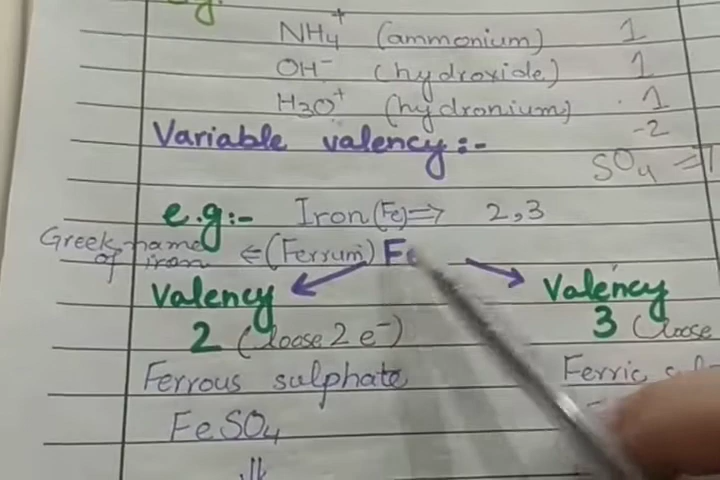 NH4+ (ammonium) 1
OH- (hydroxide) 1
H3O+ (hydronium) 1
-2
Variable valency:-
SO4 =
e.g:- Iron (Fe) => 2,3
Greek name of iron <= (Ferrum) Fe
Valency Valency
2 (loose 2 e-) 3 (loose
Ferrous sulphate Ferric
FeSO4